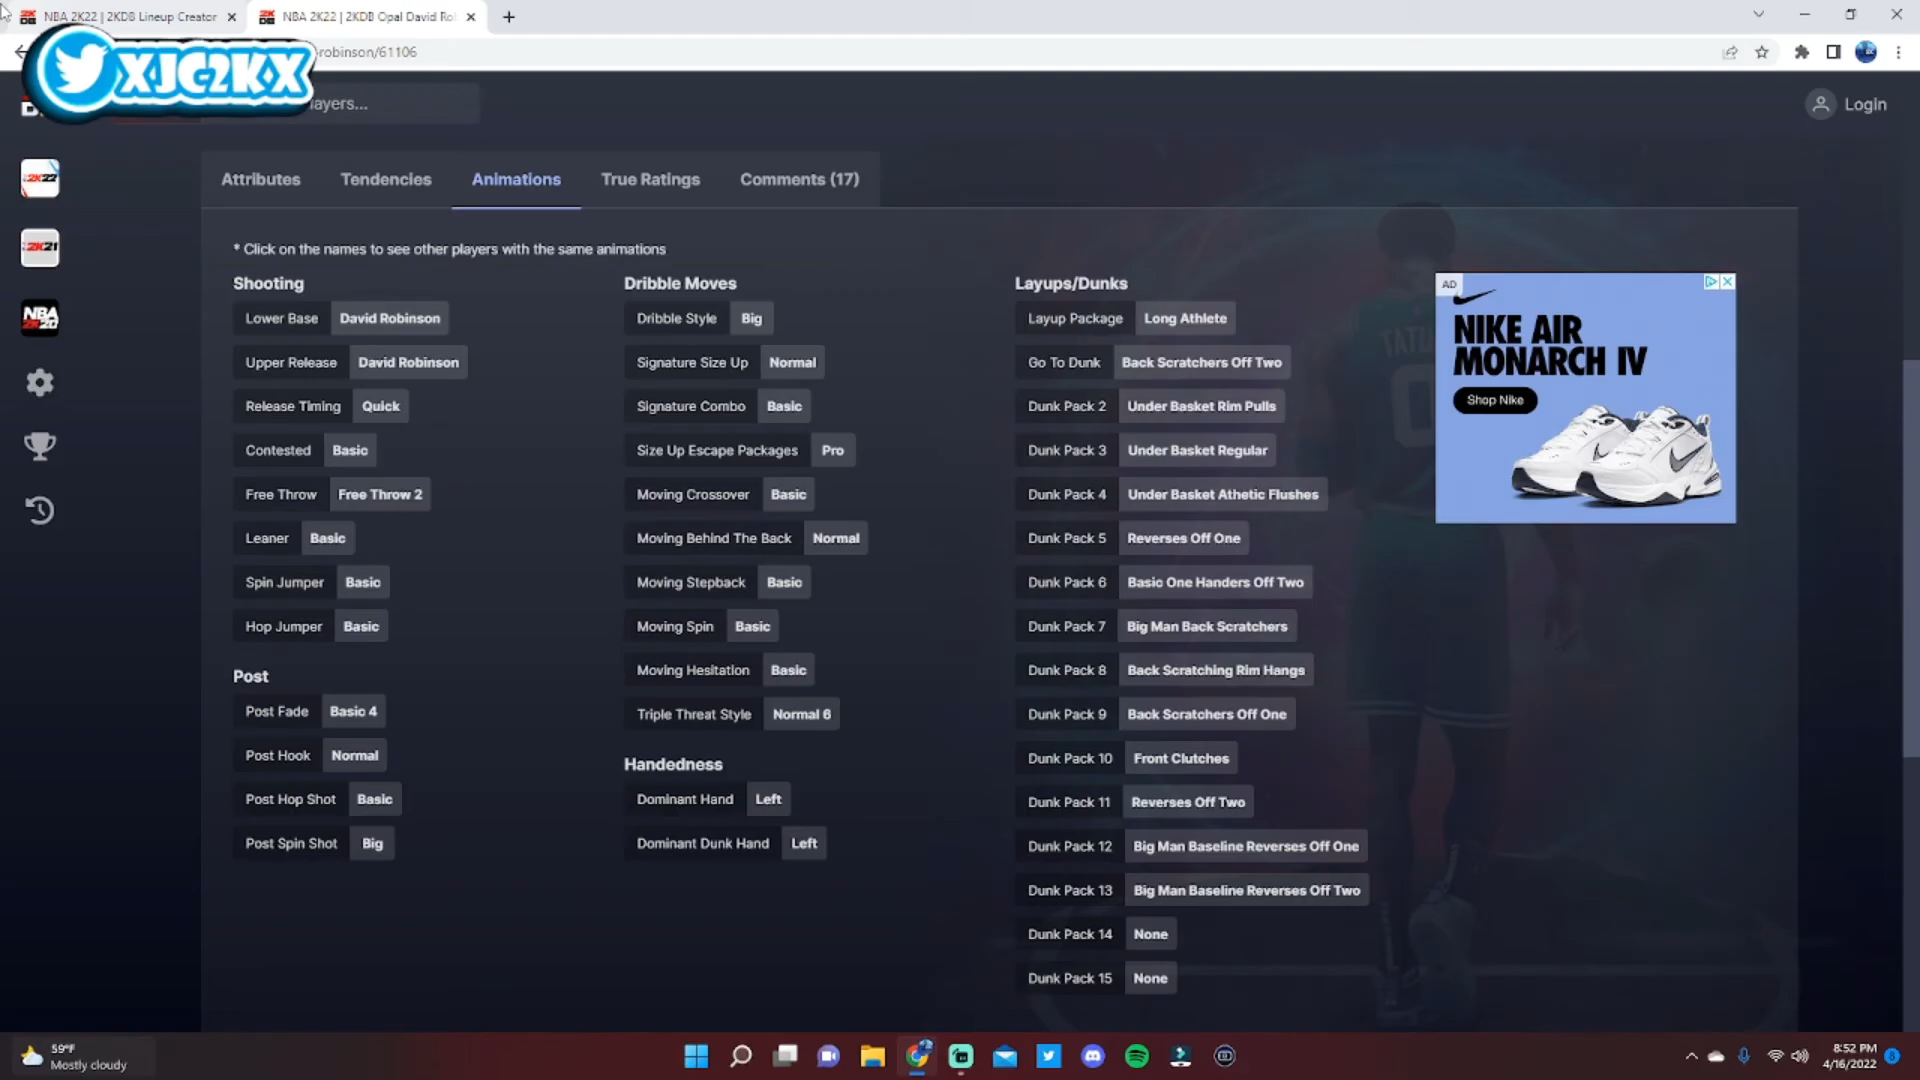 NBA 2K22 | 2KDB Lineup Creator
NBA 2K22 | 2KDB Opal David Ro
robinson/61106
XJC2KX
layers...
Login
2K22
2K21
NBA
2K20
Attributes
Tendencies
Animations
True Ratings
Comments (17)
* Click on the names to see other players with the same animations
Shooting
Lower Base David Robinson
Upper Release David Robinson
Release Timing Quick
Contested Basic
Free Throw Free Throw 2
Leaner Basic
Spin Jumper Basic
Hop Jumper Basic
Post
Post Fade Basic 4
Post Hook Normal
Post Hop Shot Basic
Post Spin Shot Big
Dribble Moves
Dribble Style Big
Signature Size Up Normal
Signature Combo Basic
Size Up Escape Packages Pro
Moving Crossover Basic
Moving Behind The Back Normal
Moving Stepback Basic
Moving Spin Basic
Moving Hesitation Basic
Triple Threat Style Normal 6
Handedness
Dominant Hand Left
Dominant Dunk Hand Left
Layups/Dunks
Layup Package Long Athlete
Go To Dunk Back Scratchers Off Two
Dunk Pack 2 Under Basket Rim Pulls
Dunk Pack 3 Under Basket Regular
Dunk Pack 4 Under Basket Athetic Flushes
Dunk Pack 5 Reverses Off One
Dunk Pack 6 Basic One Handers Off Two
Dunk Pack 7 Big Man Back Scratchers
Dunk Pack 8 Back Scratching Rim Hangs
Dunk Pack 9 Back Scratchers Off One
Dunk Pack 10 Front Clutches
Dunk Pack 11 Reverses Off Two
Dunk Pack 12 Big Man Baseline Reverses Off One
Dunk Pack 13 Big Man Baseline Reverses Off Two
Dunk Pack 14 None
Dunk Pack 15 None
AD
NIKE AIR
MONARCH IV
Shop Nike
TATU
0
59°F
Mostly cloudy
8:52 PM
4/16/2022